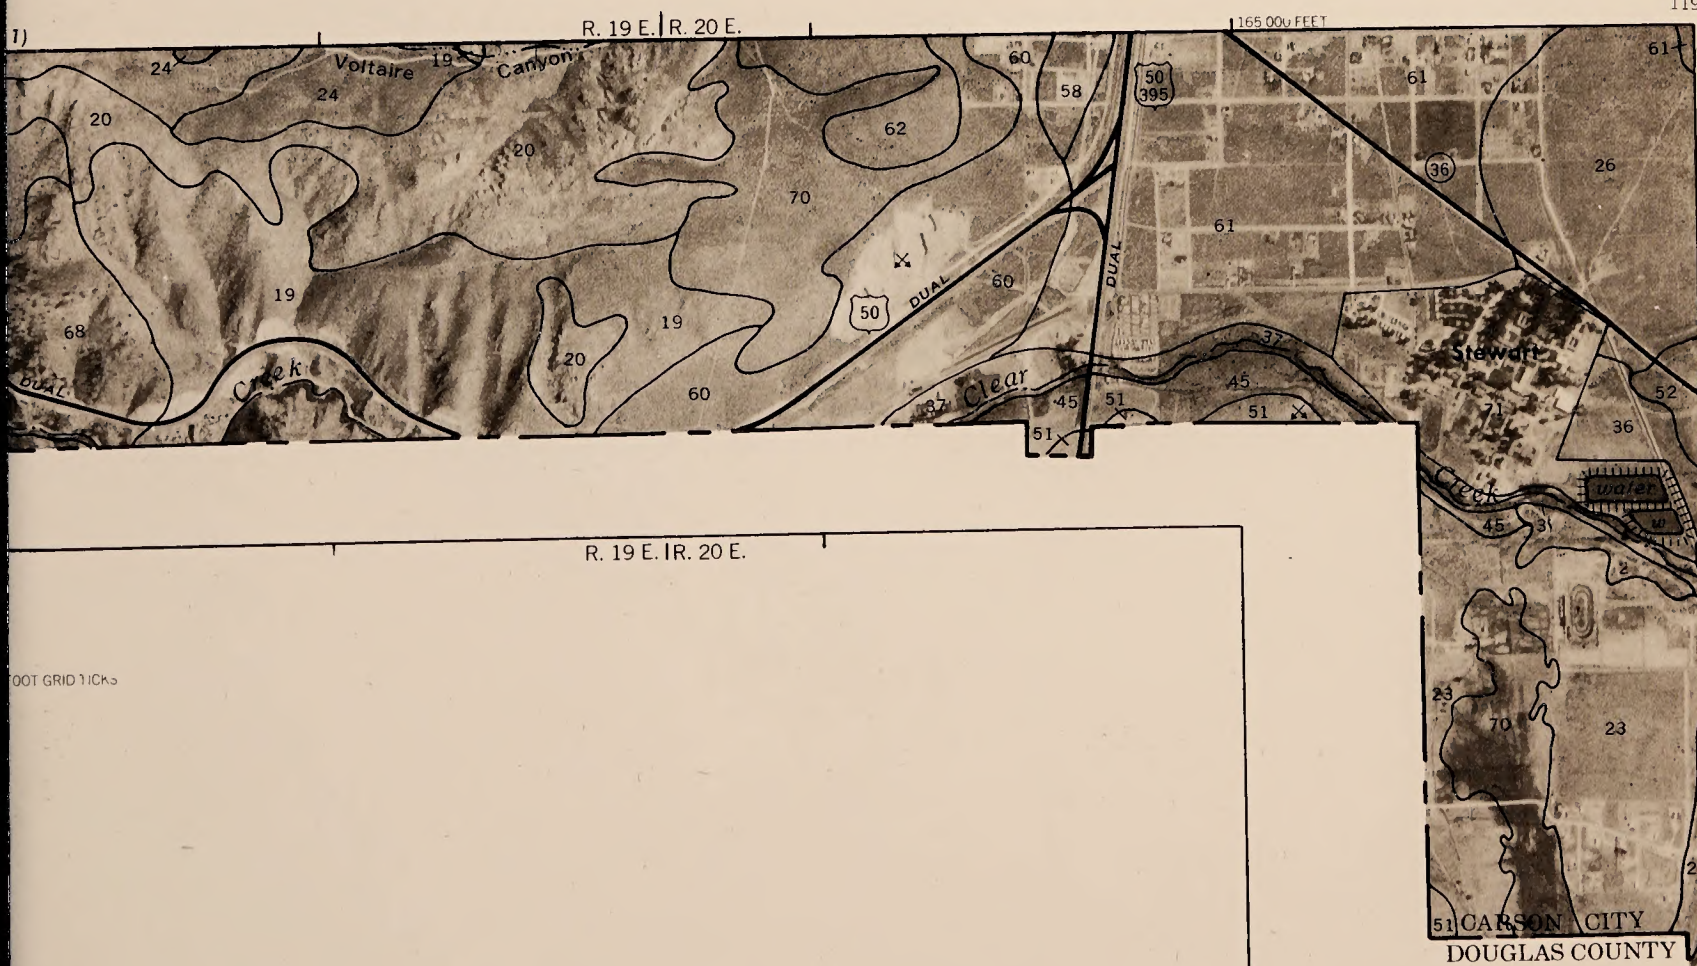 1)
R. 19 E. R. 20 E.
165 000 FEET
119
24
Voltaire
19
Canyon
60
61
61
24
58
50
395
20
62
20
36
26
70
61
DUAL
60
DUAL
19
50
19
68
37
20
Stewart
DUAL
Creek
Clear
45
52
60
37
45
51
51
71
36
51
Creek
water
45
w
R. 19 E. R. 20 E.
2
OOT GRID TICKS
23
70
23
2
51
CARSON CITY
DOUGLAS COUNTY